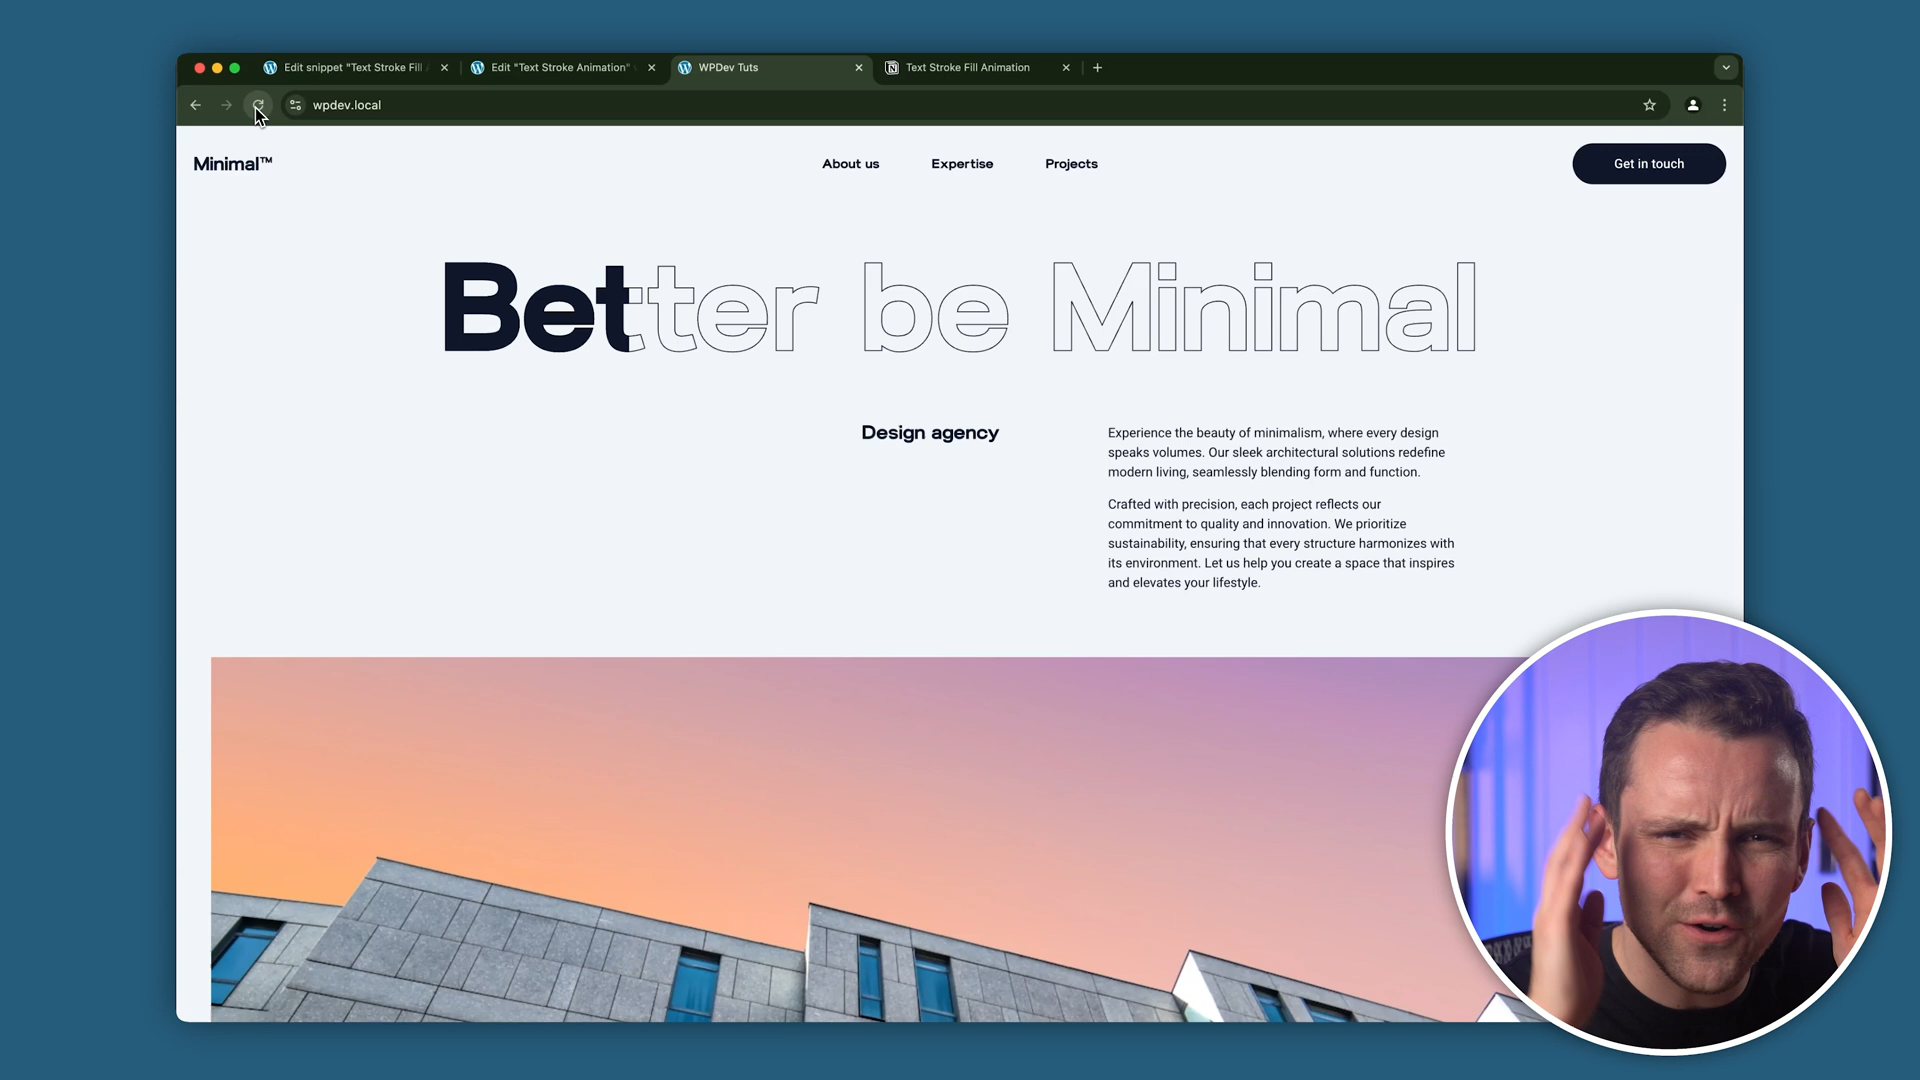 Edit snippet "Text Stroke Fill
Edit "Text Stroke Animation"
WPDev Tuts
Text Stroke Fill Animation
wpdev.local
Minimal™
About us
Expertise
Projects
Get in touch
Better be Minimal
Design agency
Experience the beauty of minimalism, where every design
speaks volumes. Our sleek architectural solutions redefine
modern living, seamlessly blending form and function.
Crafted with precision, each project reflects our
commitment to quality and innovation. We prioritize
sustainability, ensuring that every structure harmonizes with
its environment. Let us help you create a space that inspires
and elevates your lifestyle.